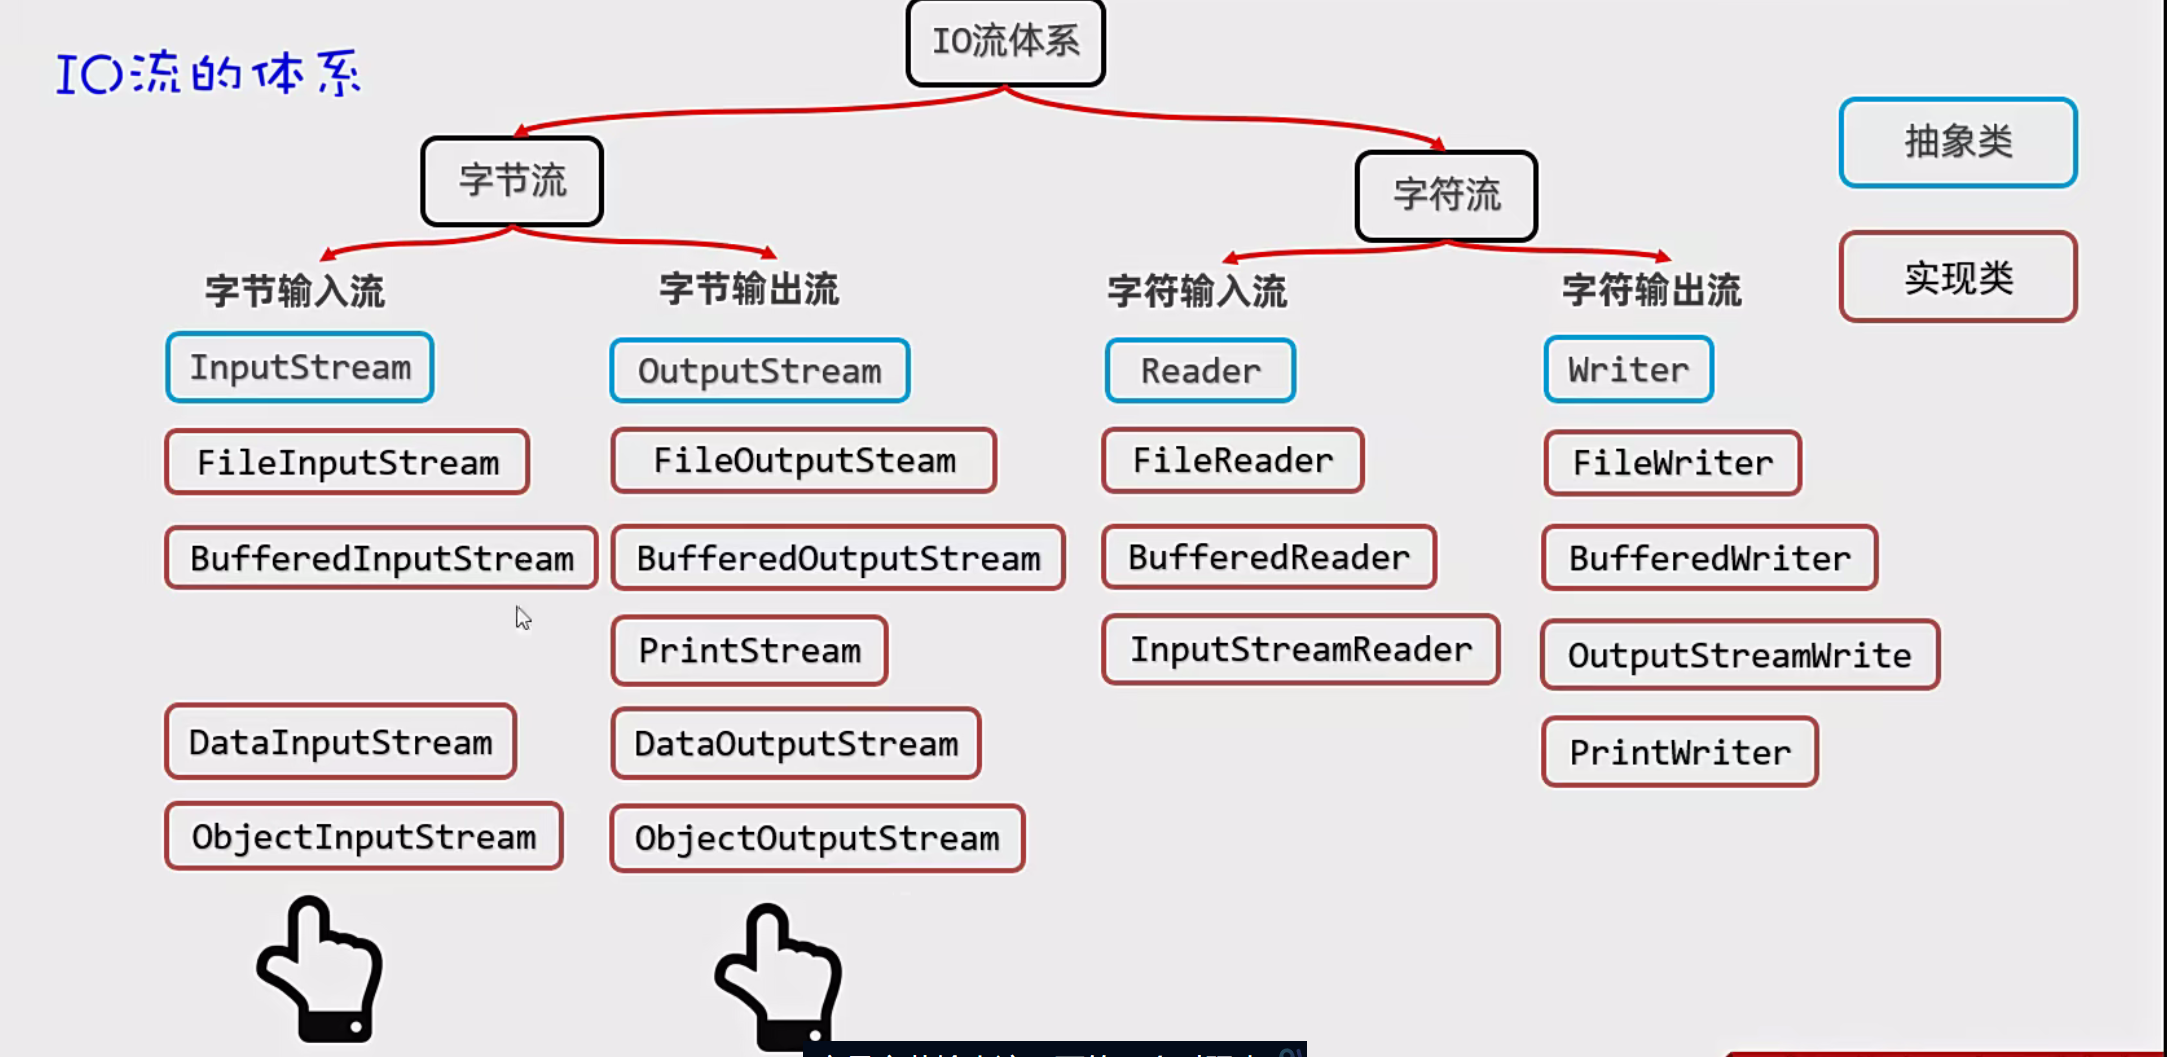 IO流的体系
IO流体系
字节流
字符流
抽象类
实现类
字节输入流
字节输出流
字符输入流
字符输出流
InputStream
OutputStream
Reader
Writer
FileInputStream
FileOutputSteam
FileReader
FileWriter
BufferedInputStream
BufferedOutputStream
BufferedReader
BufferedWriter
PrintStream
InputStreamReader
OutputStreamWrite
DataInputStream
DataOutputStream
PrintWriter
ObjectInputStream
ObjectOutputStream